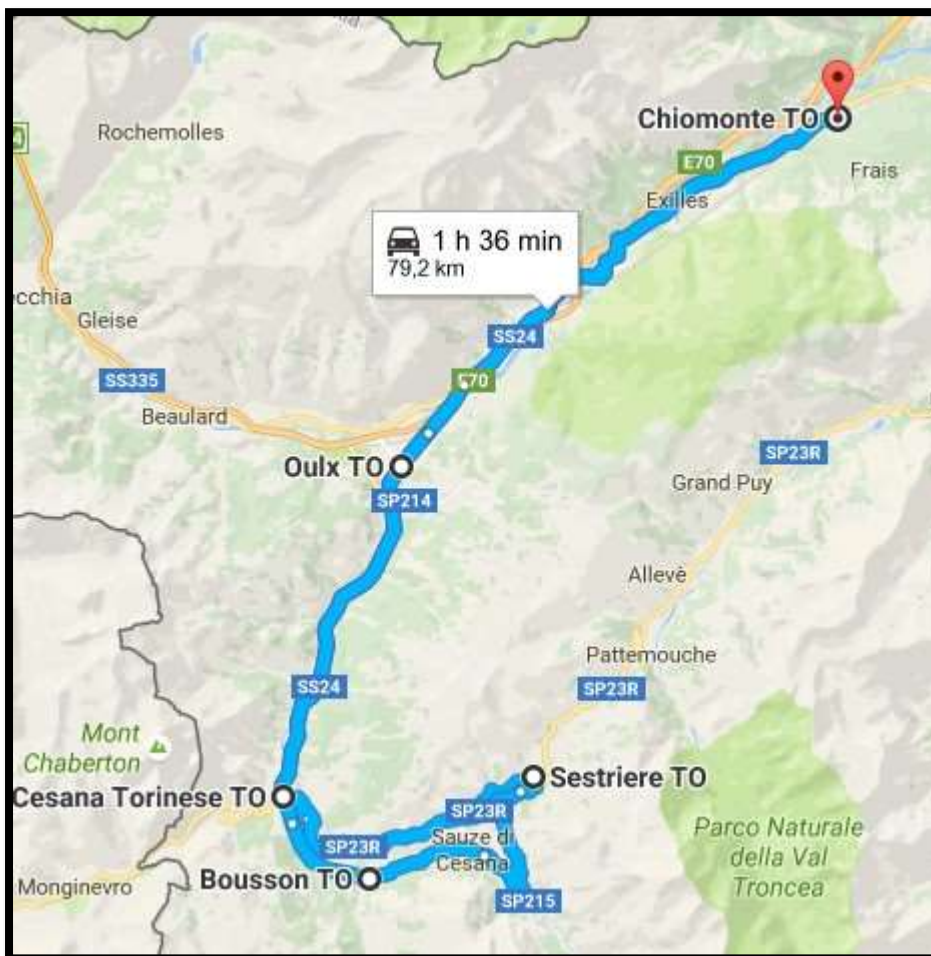 Rochemolles
Chiomonte TO
E70
Frais
Exilles
1 h 36 min
79,2 km
ecchia
Gleise
SS24
SS335
E70
Beaulard
SP23R
Oulx TO
Grand Puy
SP214
Allevè
Pattemouche
SS24
SP23R
Mont
Chaberton
Sestriere TO
Cesana Torinese TO
SP23R
Sauze di
Cesana
SP23R
Parco Naturale
della Val
Troncea
Bousson TO
Monginevro
SP215